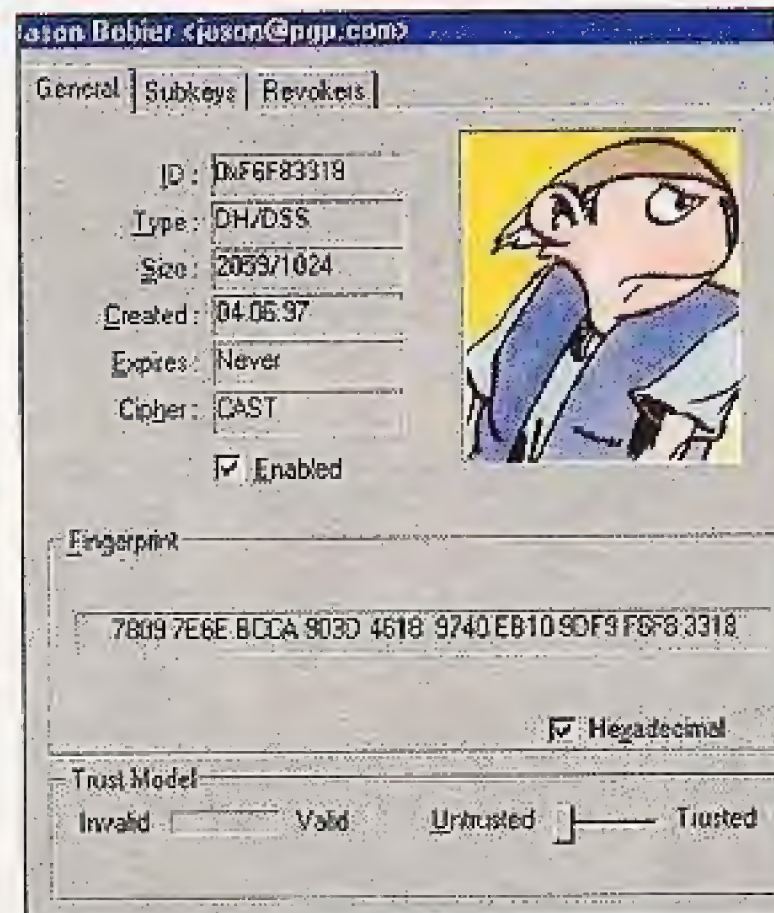 ason Bobier <jason@pgp.com>
General Subkeys Revokers
ID: 0xF6F83318
Type: DH/DSS
Size: 2059/1024
Created: 04.06.97
Expires: Never
Cipher: CAST
Enabled
Fingerprint
7809 7E6E BCCA 903D 4618 9740 EB10 9DF9 F6F8 3318
Hexadecimal
Trust Model
Invalid Valid Untrusted Trusted